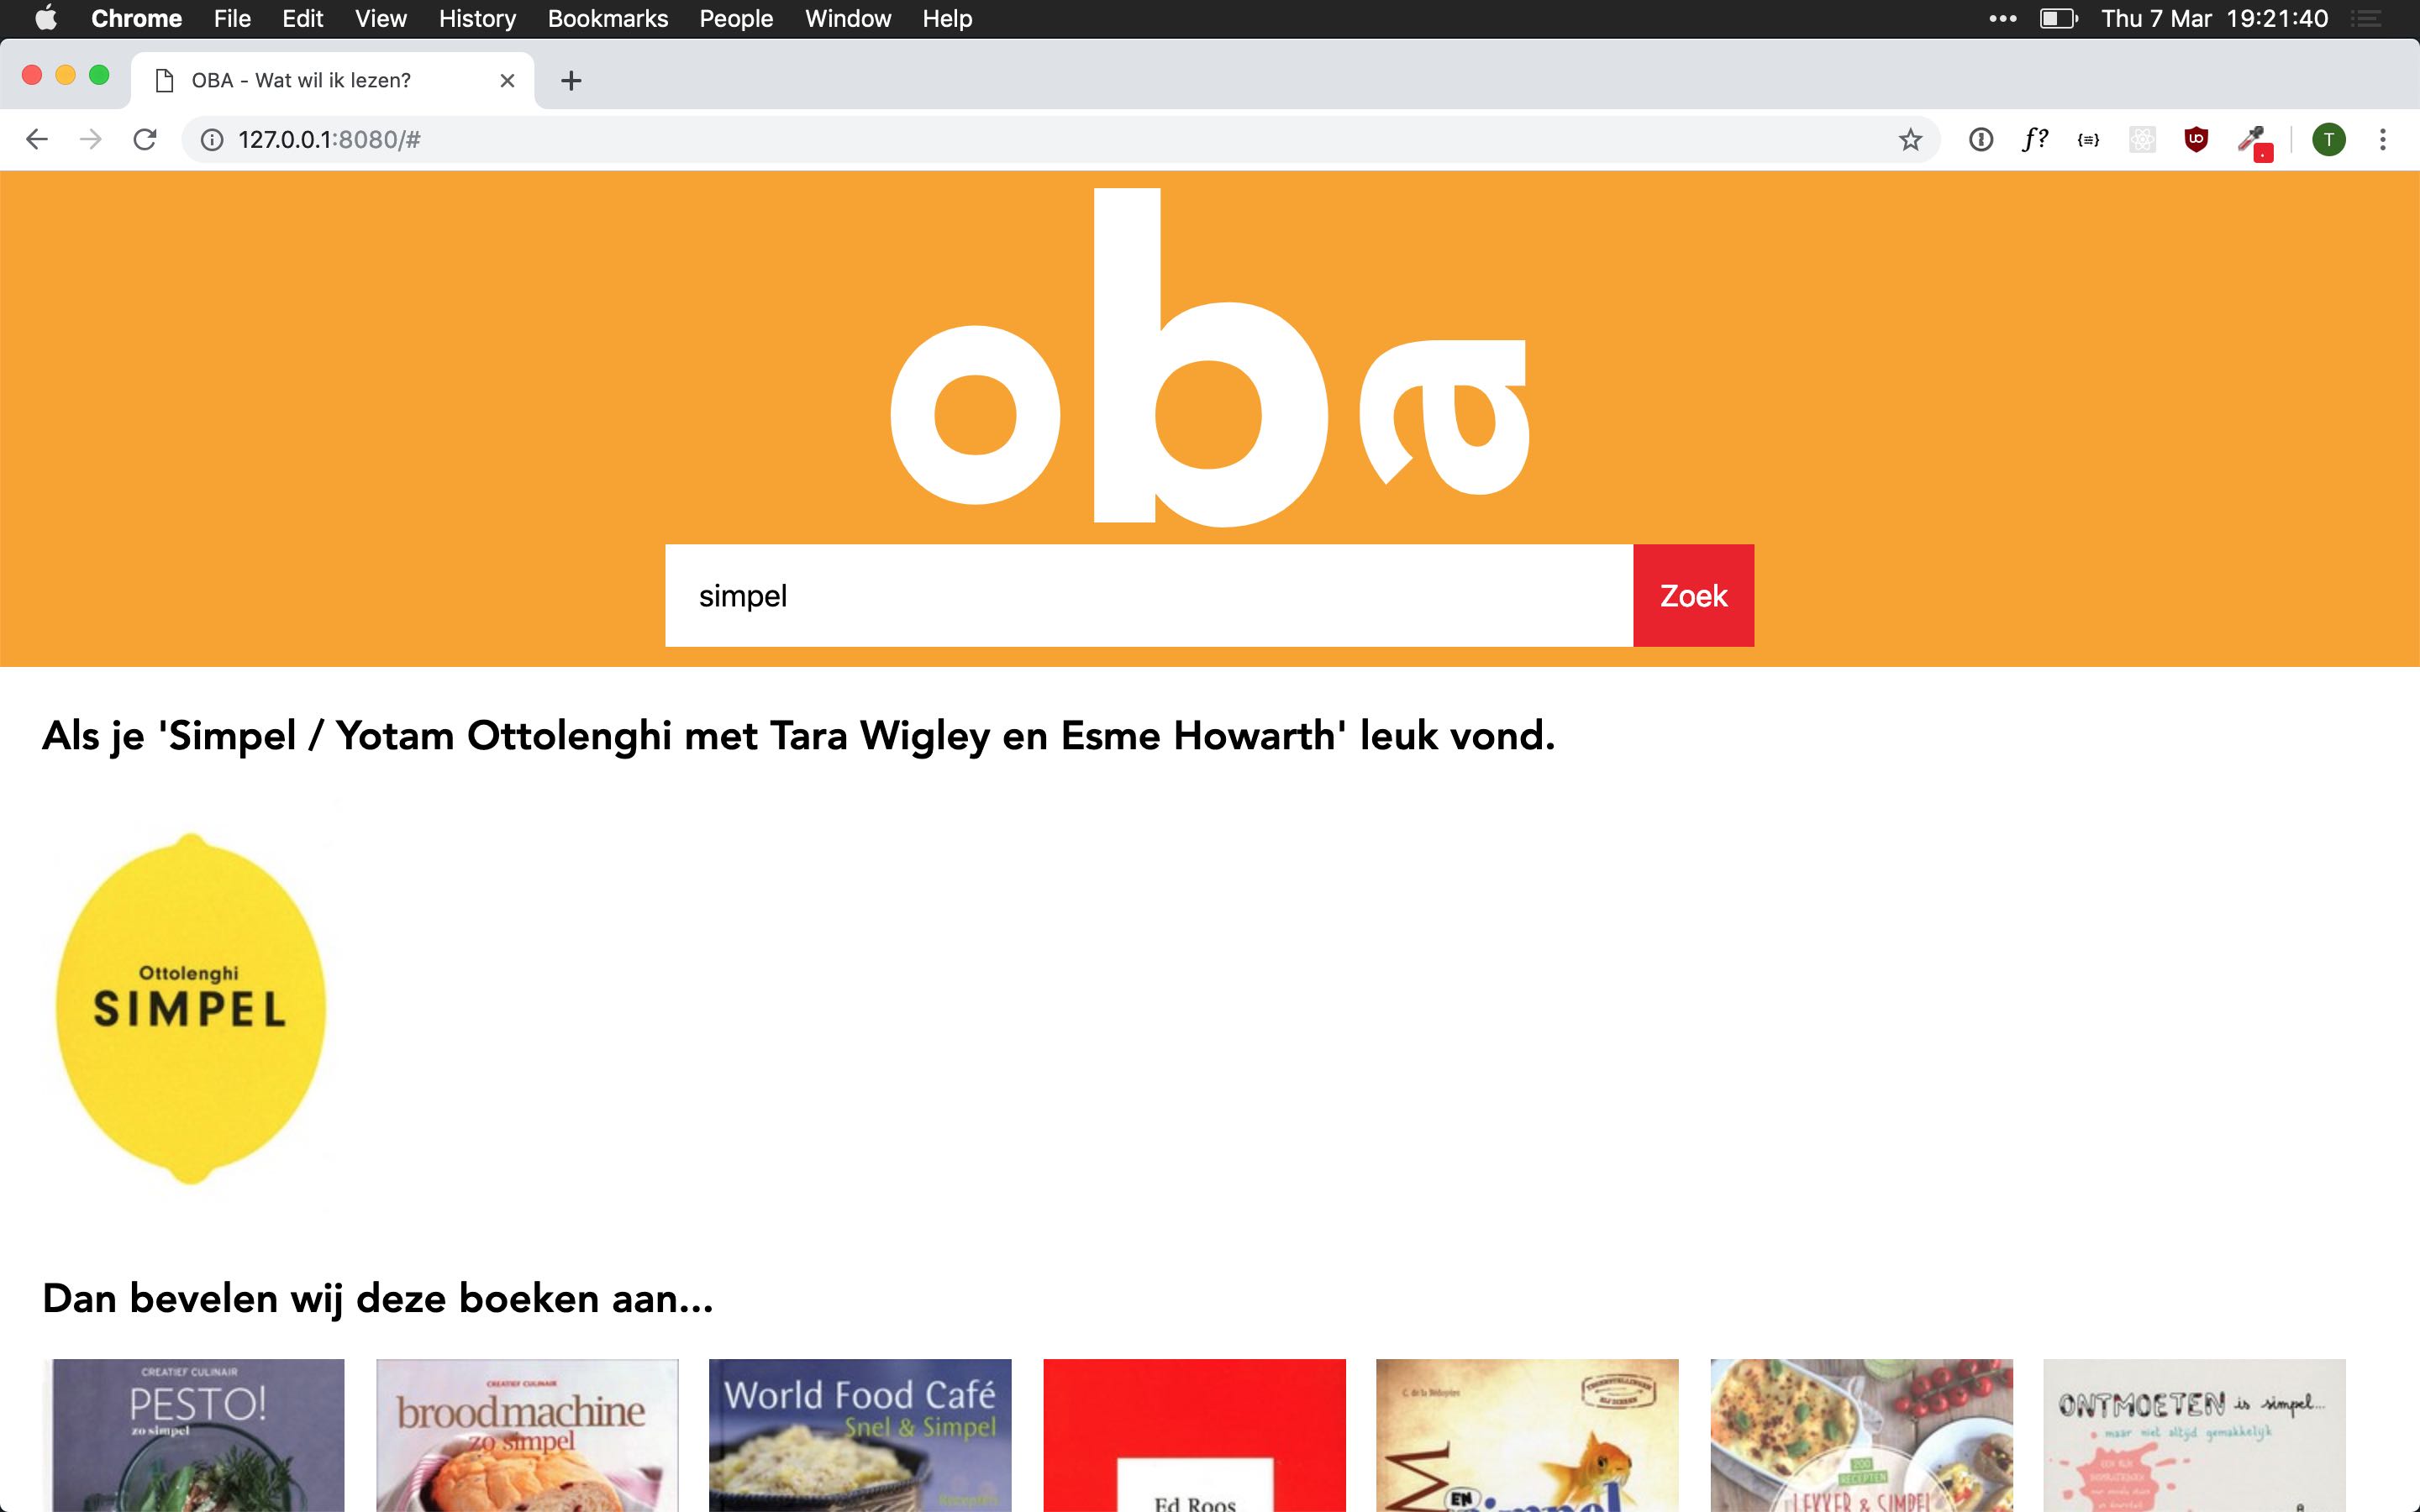 Chrome File Edit View History Bookmarks People Window Help
Thu 7 Mar 19:21:40
OBA - Wat wil ik lezen?
127.0.0.1:8080/#
f?
T
oba
simpel
Zoek
Als je 'Simpel / Yotam Ottolenghi met Tara Wigley en Esme Howarth' leuk vond.
Ottolenghi
SIMPEL
Dan bevelen wij deze boeken aan...
CREATIEF CULINAIR
PESTO!
zo simpel
CREATIEF CULINAIR
broodmachine
zo simpel
World Food Café
Snel & Simpel
Recepten
Ed Roos
EN
simpel
200
RECEPTEN
LEKKER & SIMPEL
ONTMOETEN is simpel...
maar niet altijd gemakkelijk